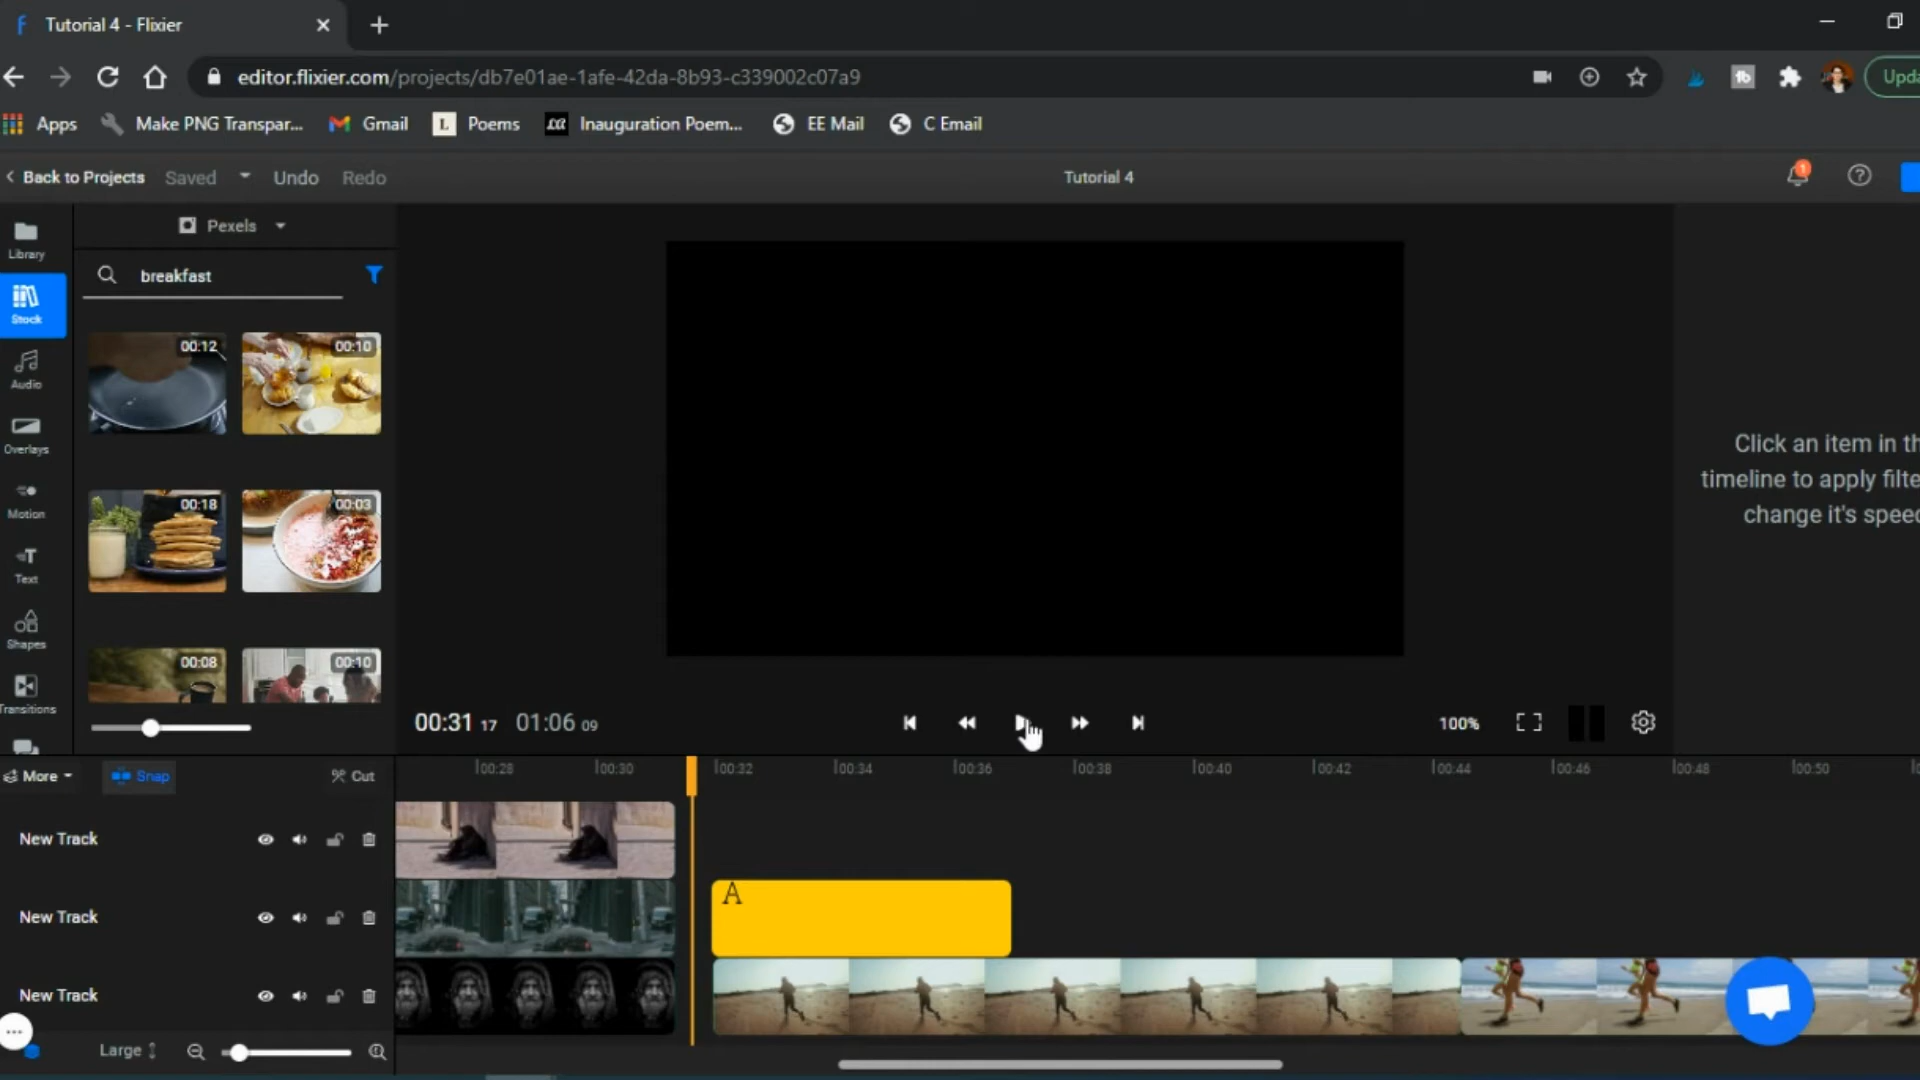 Tutorial 4 - Flixier
editor.flixier.com/projects/db7e01ae-1afe-42da-8b93-c339002c07a9
Apps Make PNG Transpar... Gmail L Poems Inauguration Poem... EE Mail C Email
Back to Projects Saved Undo Redo Tutorial 4 1
Library
Pexels
breakfast
Stock
00:12 00:10
Audio
Overlays
00:18 00:03
Motion
Text
Shapes
00:08 00:10
Transitions
Click an item in th
timeline to apply filte
change it's speed
00:31 17 01:06 09 100%
More Snap Cut
00:28 00:30 00:32 00:34 00:36 00:38 00:40 00:42 00:44 00:46 00:48 00:50
New Track
New Track A
New Track
Large